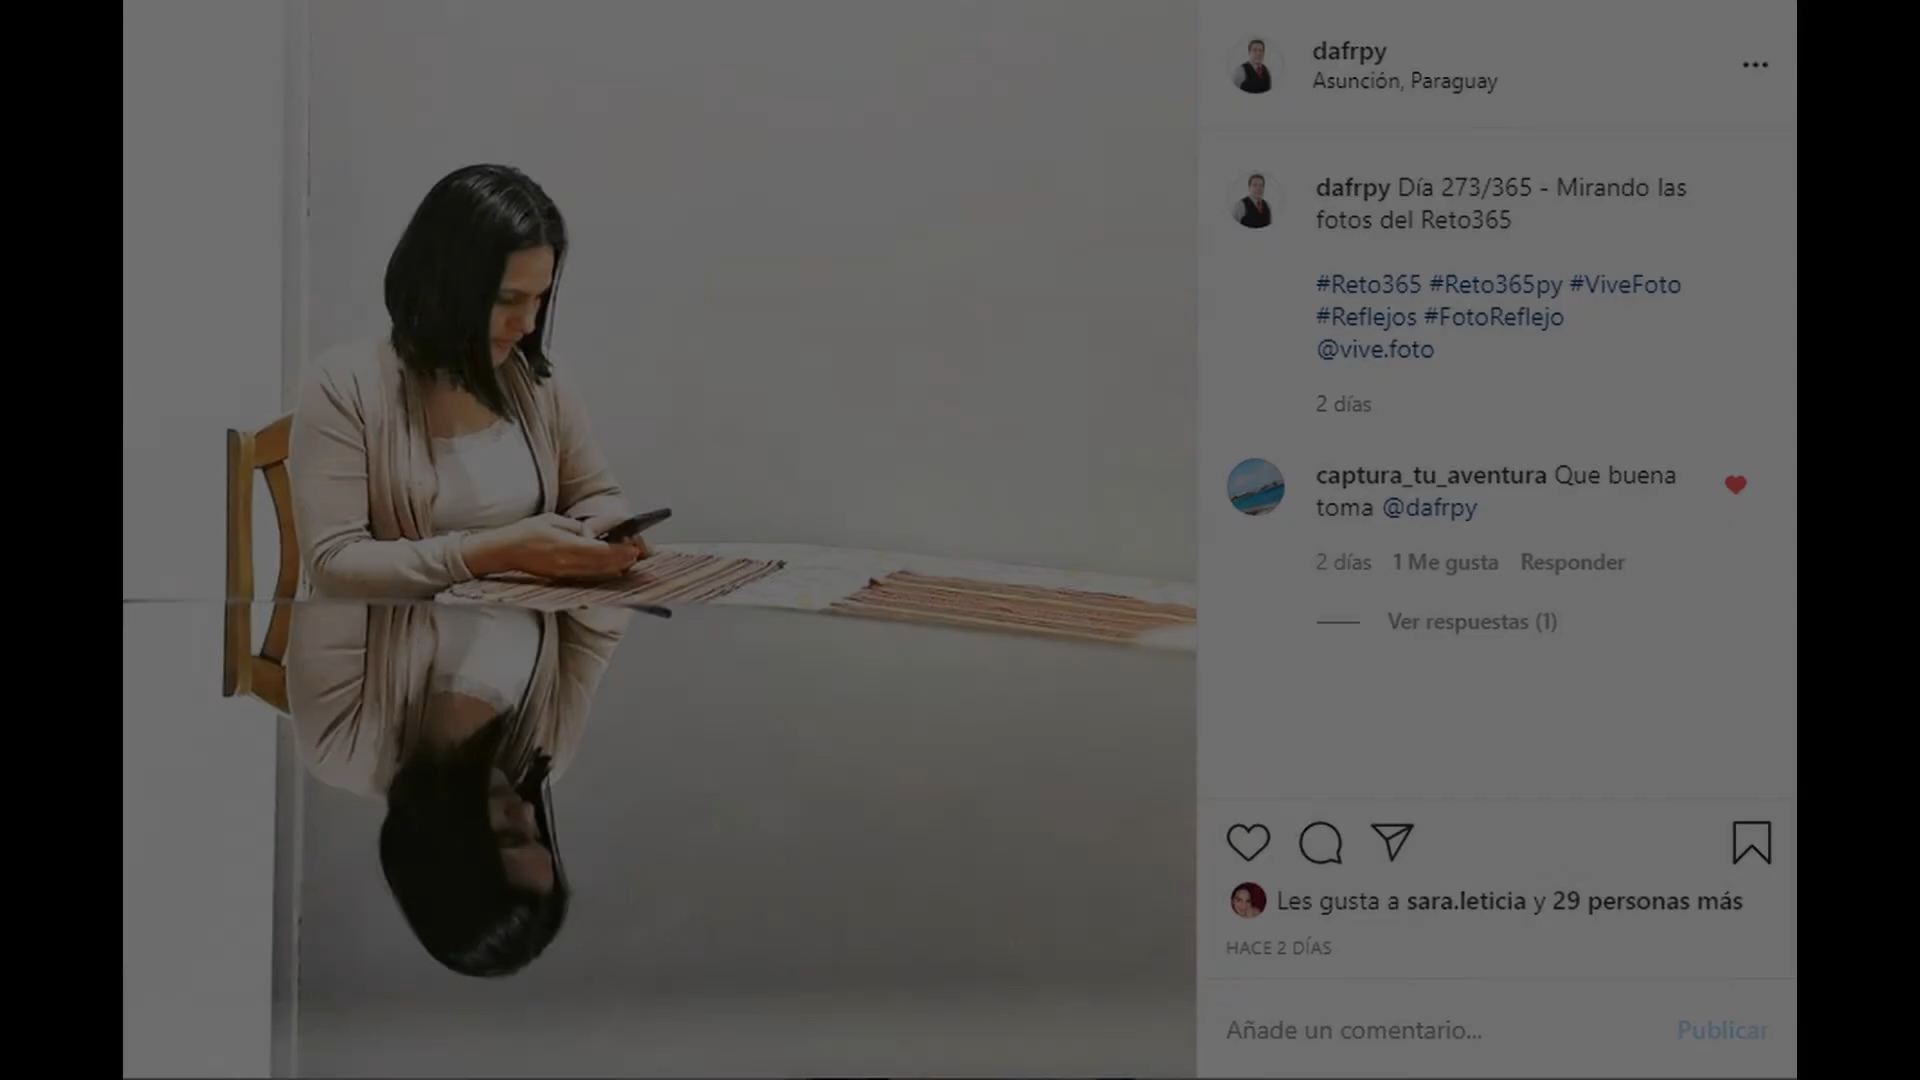 dafrpy
Asunción, Paraguay
dafrpy Día 273/365 - Mirando las
fotos del Reto365
#Reto365 #Reto365py #ViveFoto
#Reflejos #FotoReflejo
@vive.foto
2 días
captura_tu_aventura Que buena
toma @dafrpy
2 días 1 Me gusta Responder
Ver respuestas (1)
Les gusta a sara.leticia y 29 personas más
HACE 2 DÍAS
Añade un comentario...
Publicar